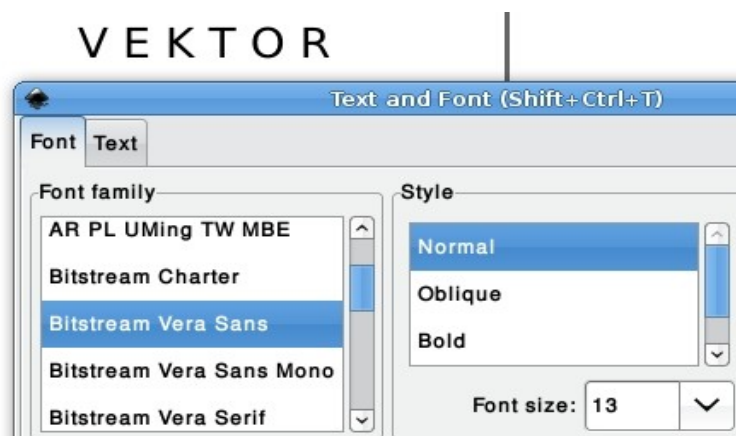 VEKTOR
Text and Font (Shift+Ctrl+T)
Font Text
Font family
AR PL UMing TW MBE
Bitstream Charter
Bitstream Vera Sans
Bitstream Vera Sans Mono
Bitstream Vera Serif
Style
Normal
Oblique
Bold
Font size: 13